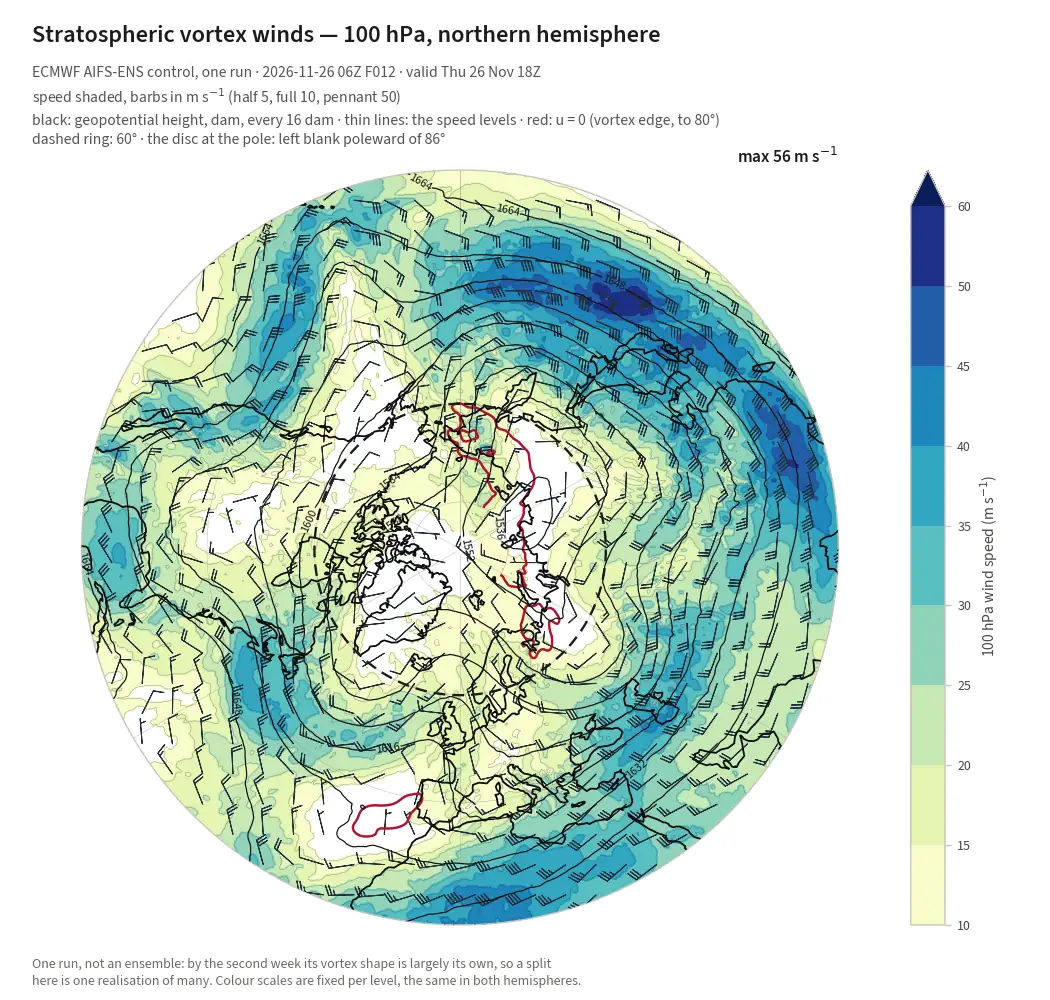 Stratospheric vortex winds — 100 hPa, northern hemisphere
ECMWF AIFS-ENS control, one run · 2026-11-26 06Z F012 · valid Thu 26 Nov 18Z
speed shaded, barbs in m s⁻¹ (half 5, full 10, pennant 50)
black: geopotential height, dam, every 16 dam · thin lines: the speed levels · red: u = 0 (vortex edge, to 80°)
dashed ring: 60° · the disc at the pole: left blank poleward of 86°
max 56 m s⁻¹
1664
1664
1648
1600
1536
1648
1616
1632
60
50
45
40
35
30
25
20
15
10
100 hPa wind speed (m s⁻¹)
One run, not an ensemble: by the second week its vortex shape is largely its own, so a split
here is one realisation of many. Colour scales are fixed per level, the same in both hemispheres.